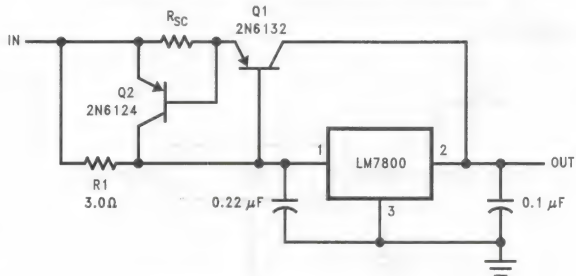 R_SC
Q1
2N6132
IN
Q2
2N6124
1
LM7800
2
OUT
R1
3.0Ω
0.22 μF
3
0.1 μF